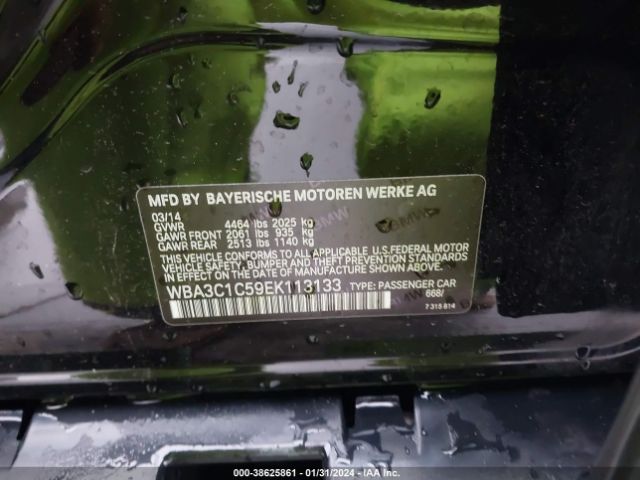 MFD BY BAYERISCHE MOTOREN WERKE AG
03/14
GVWR 4464 lbs 2025 kg
GAWR FRONT 2061 lbs 935 kg
GAWR REAR 2513 lbs 1140 kg
THIS VEHICLE CONFORMS TO ALL APPLICABLE U.S. FEDERAL MOTOR
VEHICLE SAFETY, BUMPER AND THEFT PREVENTION STANDARDS
IN EFFECT ON THE DATE OF MANUFACTURE SHOWN ABOVE.
WBA3C1C59EK113133 TYPE: PASSENGER CAR
668/
7 315 814
000-38625861 - 01/31/2024 - IAA Inc.